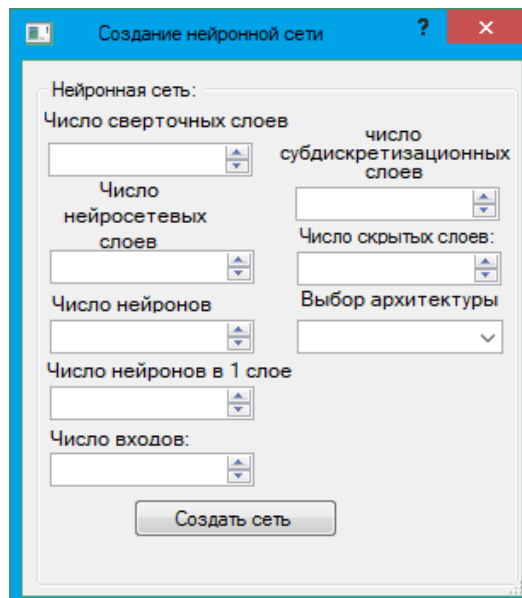 Создание нейронной сети
?
Нейронная сеть:
Число сверточных слоев
число
субдискретизационных
слоев
Число
нейросетевых
слоев
Число скрытых слоев:
Число нейронов
Выбор архитектуры
Число нейронов в 1 слое
Число входов:
Создать сеть